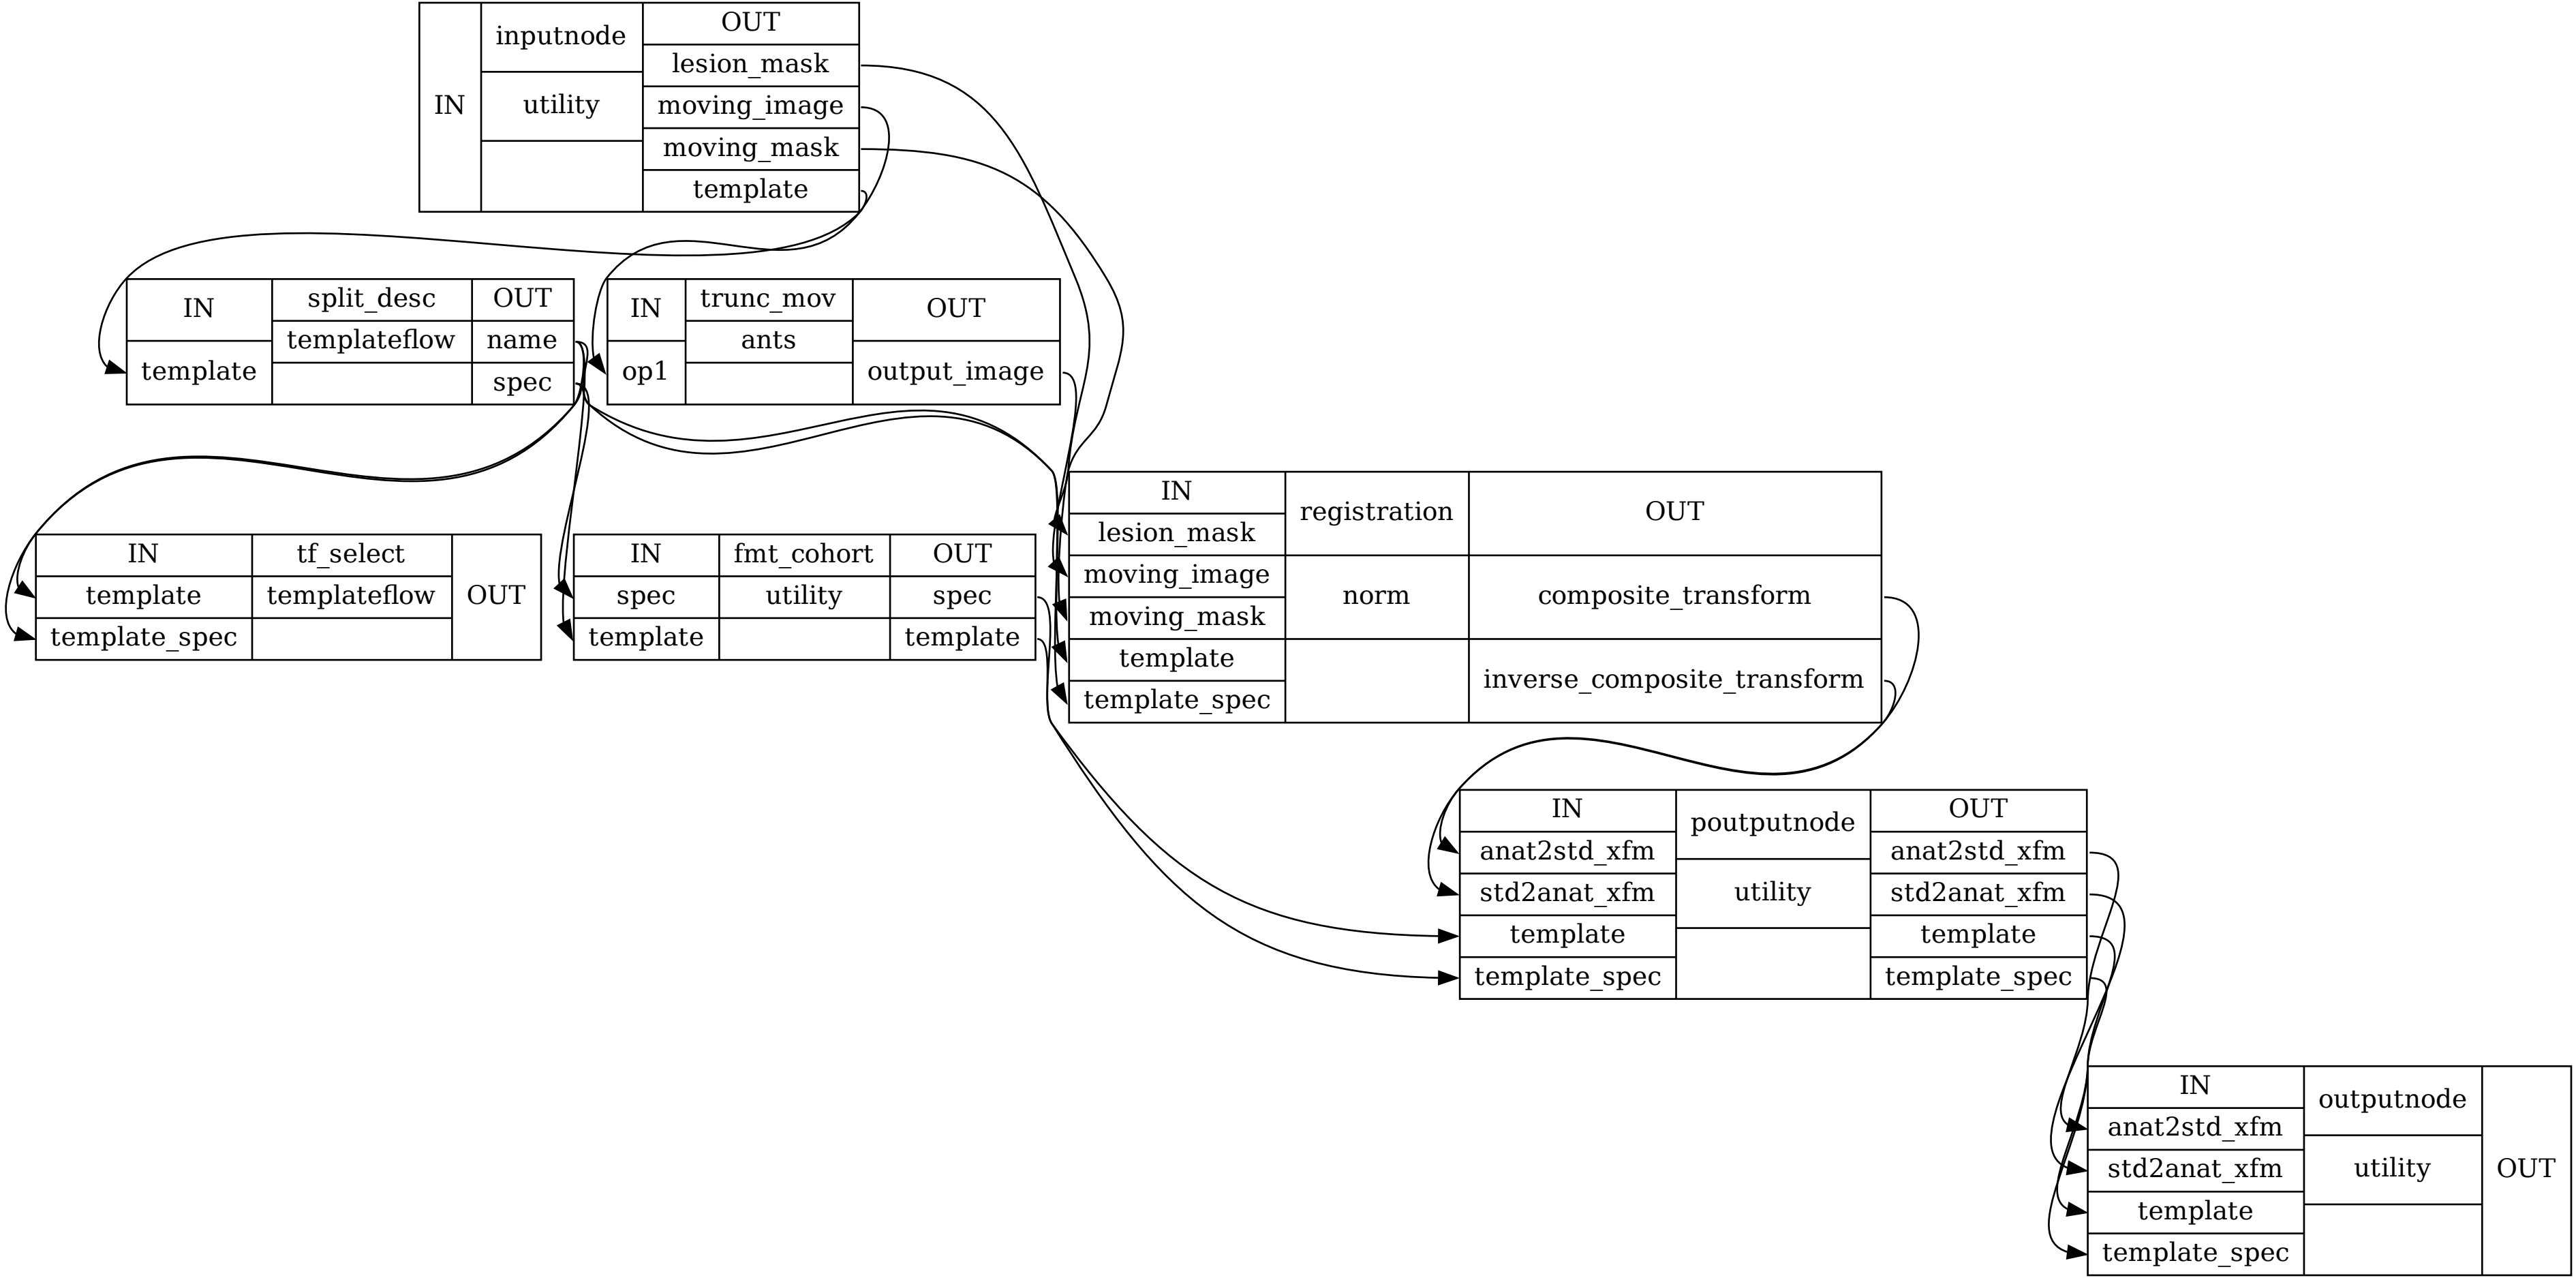 IN
inputnode
utility
OUT
lesion_mask
moving_image
moving_mask
template
IN
template
split_desc
templateflow
OUT
name
spec
IN
op1
trunc_mov
ants
OUT
output_image
IN
template
template_spec
tf_select
templateflow
OUT
IN
spec
template
fmt_cohort
utility
OUT
spec
template
IN
lesion_mask
moving_image
moving_mask
template
template_spec
registration
norm
OUT
composite_transform
inverse_composite_transform
IN
anat2std_xfm
std2anat_xfm
template
template_spec
poutputnode
utility
OUT
anat2std_xfm
std2anat_xfm
template
template_spec
IN
anat2std_xfm
std2anat_xfm
template
template_spec
outputnode
utility
OUT